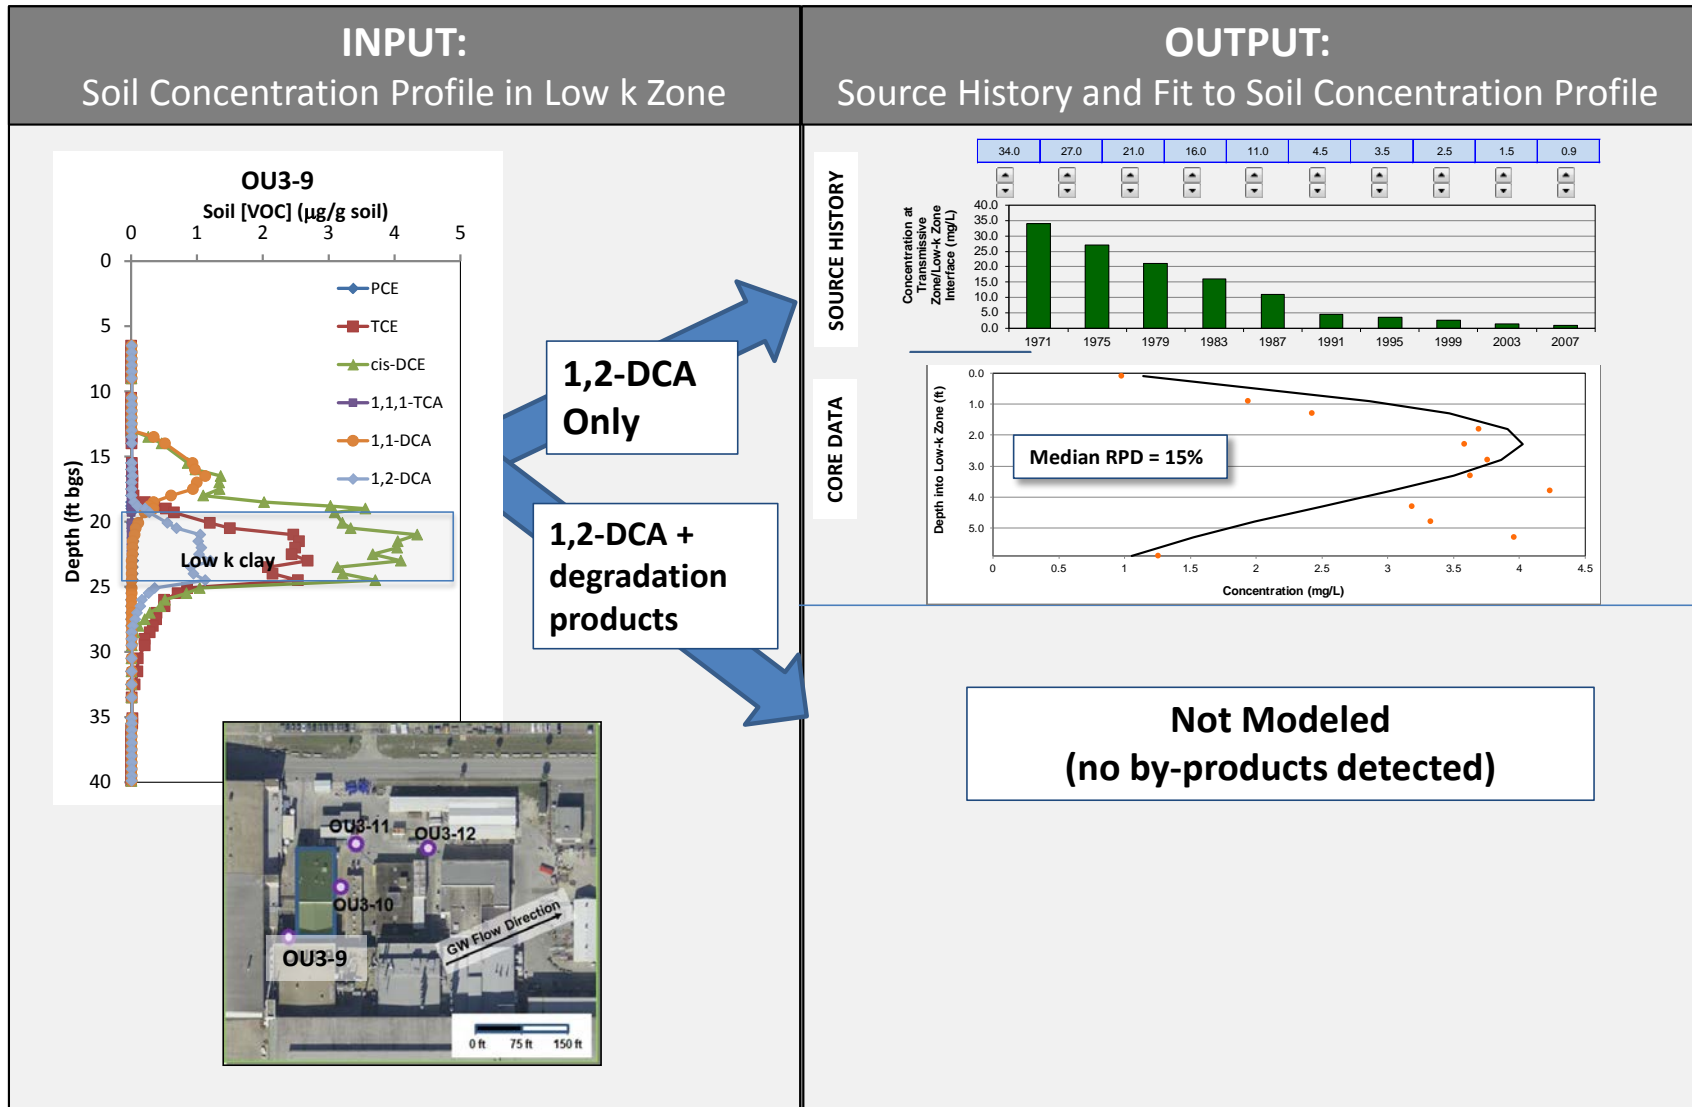 INPUT:
Soil Concentration Profile in Low k Zone
OUTPUT:
Source History and Fit to Soil Concentration Profile
OU3-9
Soil [VOC] (µg/g soil)
0 1 2 3 4 5
0
5
10
15
20
25
30
35
40
Depth (ft bgs)
PCE
TCE
cis-DCE
1,1,1-TCA
1,1-DCA
1,2-DCA
Low k clay
1,2-DCA
Only
1,2-DCA +
degradation
products
OU3-11
OU3-12
OU3-10
OU3-9
GW Flow Direction
0 ft 75 ft 150 ft
SOURCE HISTORY
34.0 27.0 21.0 16.0 11.0 4.5 3.5 2.5 1.5 0.9
Concentration at
Transmissive
Zone/Low-k Zone
Interface (mg/L)
40.0
35.0
30.0
25.0
20.0
15.0
10.0
5.0
0.0
1971 1975 1979 1983 1987 1991 1995 1999 2003 2007
CORE DATA
Depth into Low-k Zone (ft)
0.0
1.0
2.0
3.0
4.0
5.0
Median RPD = 15%
0 0.5 1 1.5 2 2.5 3 3.5 4 4.5
Concentration (mg/L)
Not Modeled
(no by-products detected)